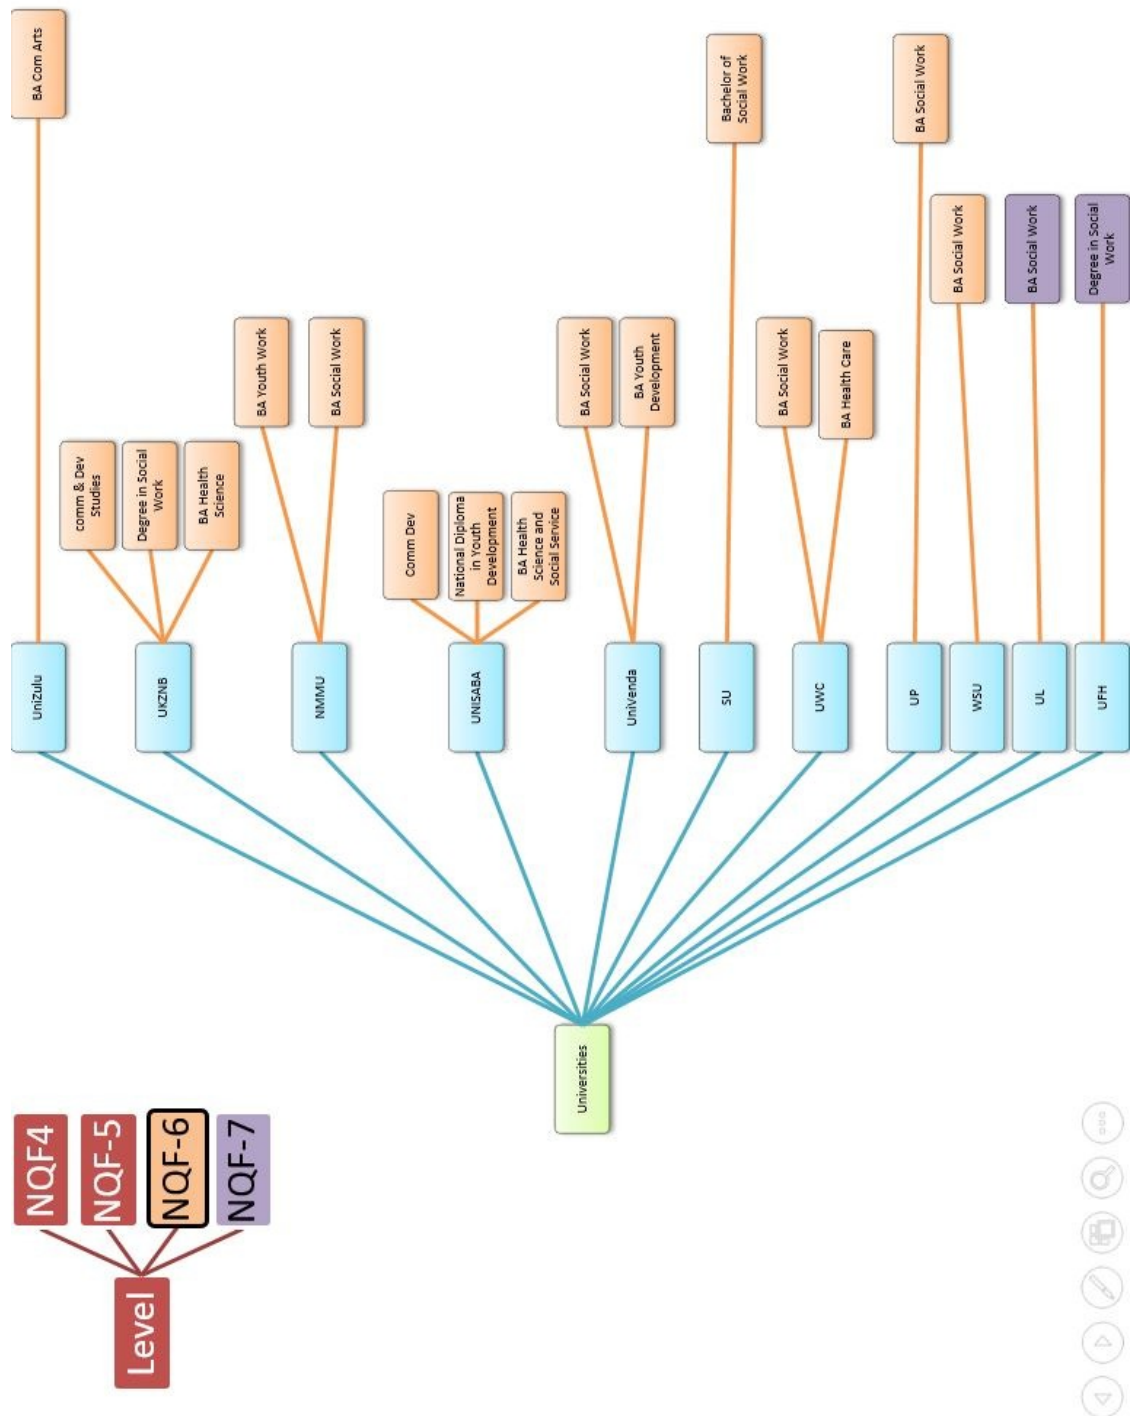 Level
NQF4
NQF-5
NQF-6
NQF-7
Universities
UniZulu
UKZNB
NMMU
UNISABA
UniVenda
SU
UWC
UP
WSU
UL
UFH
BA Com Arts
comm & Dev
Studies
Degree in Social
Work
BA Health
Science
BA Youth Work
BA Social Work
Comm Dev
National Diploma
in Youth
Development
BA Health
Science and
Social Service
BA Social Work
BA Youth
Development
Bachelor of
Social Work
BA Social Work
BA Health Care
BA Social Work
BA Social Work
BA Social Work
Degree in Social
Work